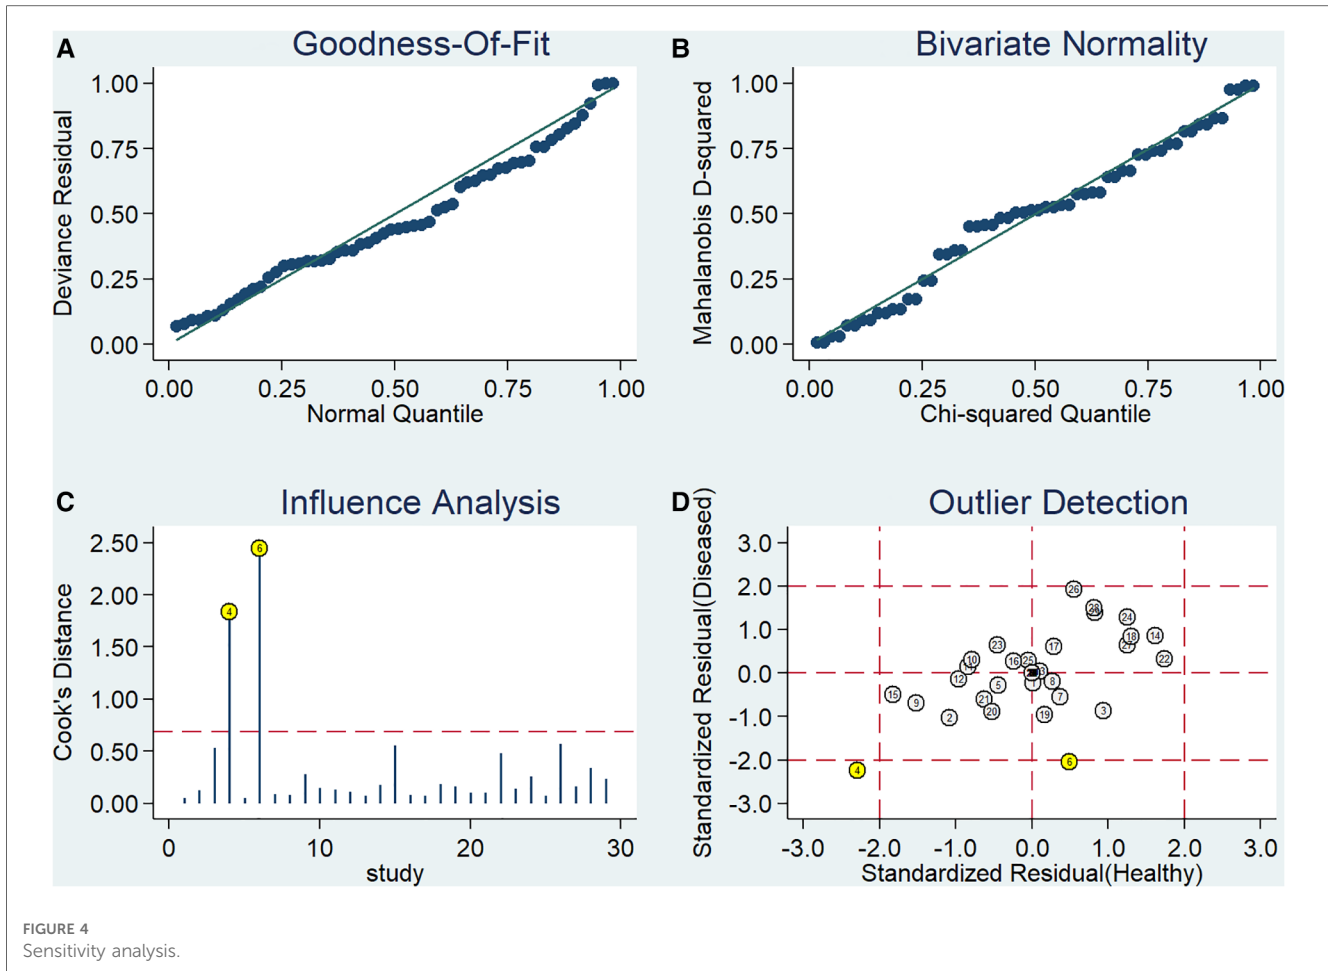 A Goodness-Of-Fit
Deviance Residual
1.00
0.75
0.50
0.25
0.00
0.00 0.25 0.50 0.75 1.00
Normal Quantile
B Bivariate Normality
Mahalanobis D-squared
1.00
0.75
0.50
0.25
0.00
0.00 0.25 0.50 0.75 1.00
Chi-squared Quantile
C Influence Analysis
Cook's Distance
2.50
2.00
1.50
1.00
0.50
0.00
6
4
0 10 20 30
study
D Outlier Detection
Standardized Residual(Diseased)
3.0
2.0
1.0
0.0
-1.0
-2.0
-3.0
26
28
24
18 14
27
23 17
10 16 25 22
12 5 1 8
15 9 21 7
2 20 19 3
4 6
-3.0 -2.0 -1.0 0.0 1.0 2.0 3.0
Standardized Residual(Healthy)
FIGURE 4
Sensitivity analysis.